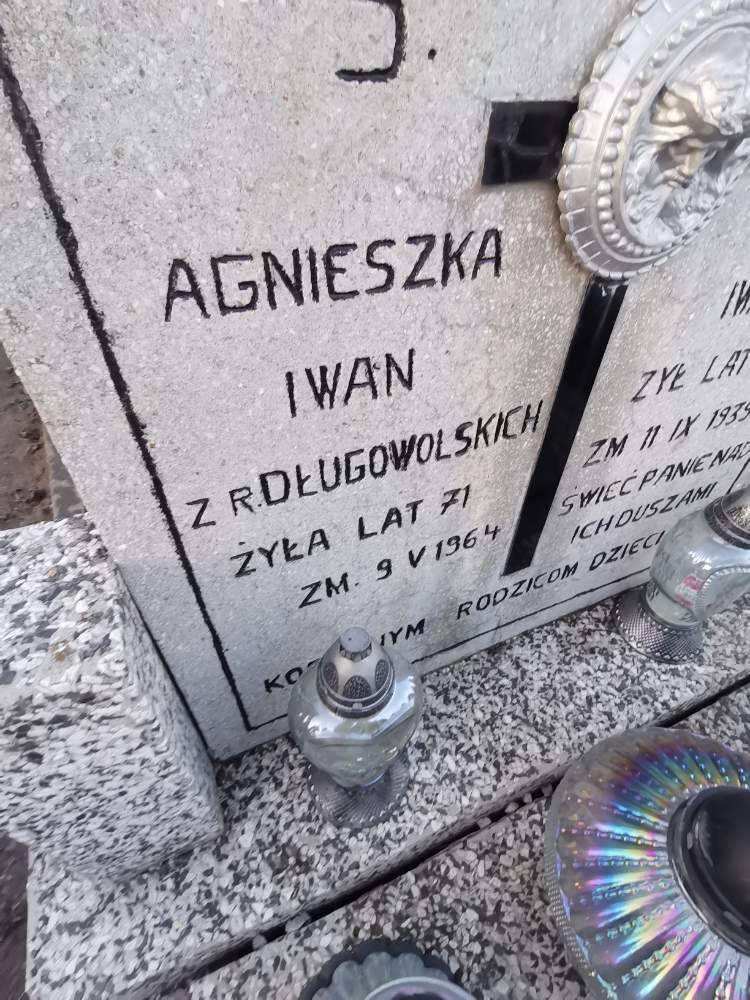 Ś.
AGNIESZKA
IWAN
Z R.DŁUGOWOLSKICH
ŻYŁA LAT 71
ZM. 9 V 1964
ŻYŁ LAT
ZM 11 IX 1939
ŚWIEĆ PANIE NAD
ICH DUSZAMI
RODZICOM DZIECI